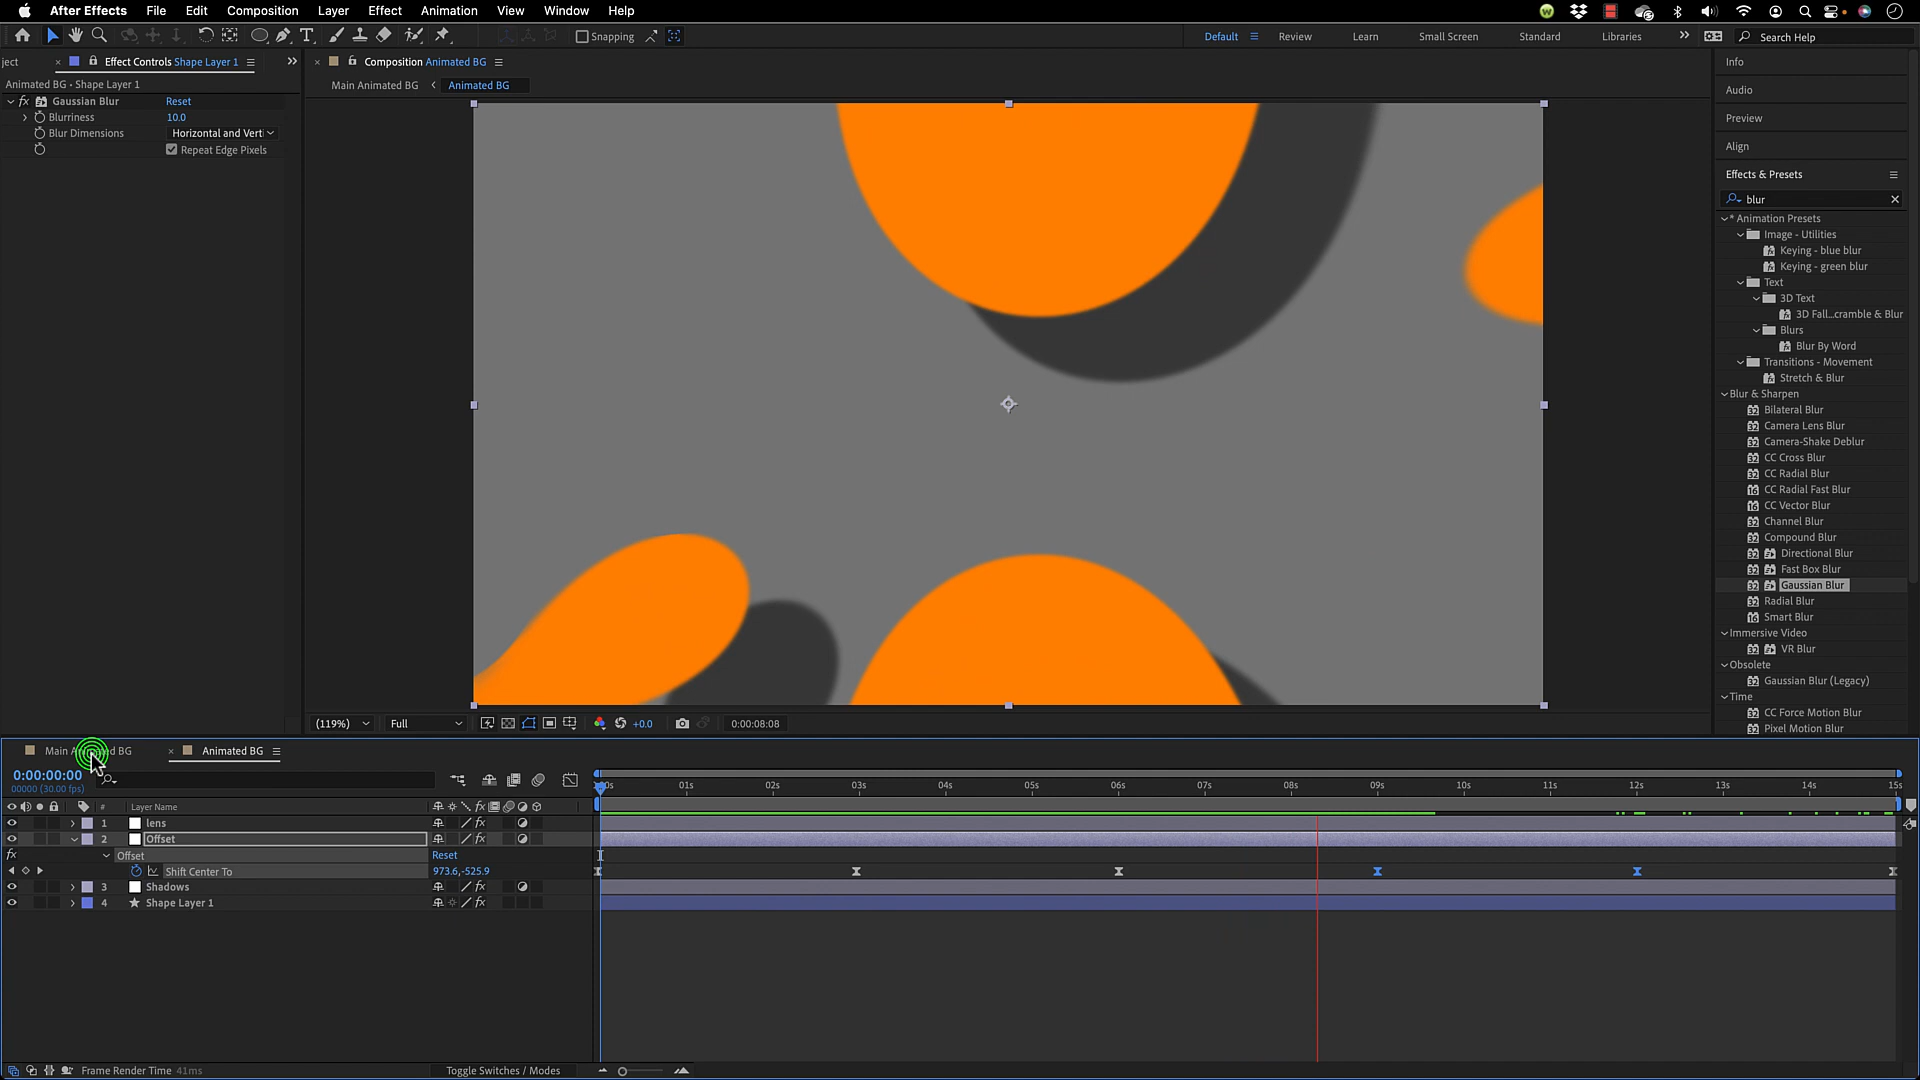 After Effects File Edit Composition Layer Effect Animation View Window Help
Snapping Default Review Learn Small Screen Standard Libraries Search Help
ject Effect Controls Shape Layer 1
Composition Animated BG
Animated BG - Shape Layer 1
Main Animated BG Animated BG
Gaussian Blur Reset
Blurriness 10.0
Blur Dimensions Horizontal and Verti
Repeat Edge Pixels
Info
Audio
Preview
Align
Effects & Presets
blur
* Animation Presets
Image - Utilities
Keying - blue blur
Keying - green blur
Text
3D Text
3D Fall...cramble & Blur
Blurs
Blur By Word
Transitions - Movement
Stretch & Blur
Blur & Sharpen
Bilateral Blur
Camera Lens Blur
Camera-Shake Deblur
CC Cross Blur
CC Radial Blur
CC Radial Fast Blur
CC Vector Blur
Channel Blur
Compound Blur
Directional Blur
Fast Box Blur
Gaussian Blur
Radial Blur
Smart Blur
Immersive Video
VR Blur
Obsolete
Gaussian Blur (Legacy)
Time
CC Force Motion Blur
Pixel Motion Blur
(119%) Full +0.0 0:00:08:08
Main BG Animated BG
0:00:00:00
00000 (30.00 fps)
01s 02s 03s 04s 05s 06s 07s 08s 09s 10s 11s 12s 13s 14s 15s
# Layer Name
1 lens
2 Offset
Offset Reset
Shift Center To 973.6,-525.9
3 Shadows
4 Shape Layer 1
Frame Render Time 41ms Toggle Switches / Modes